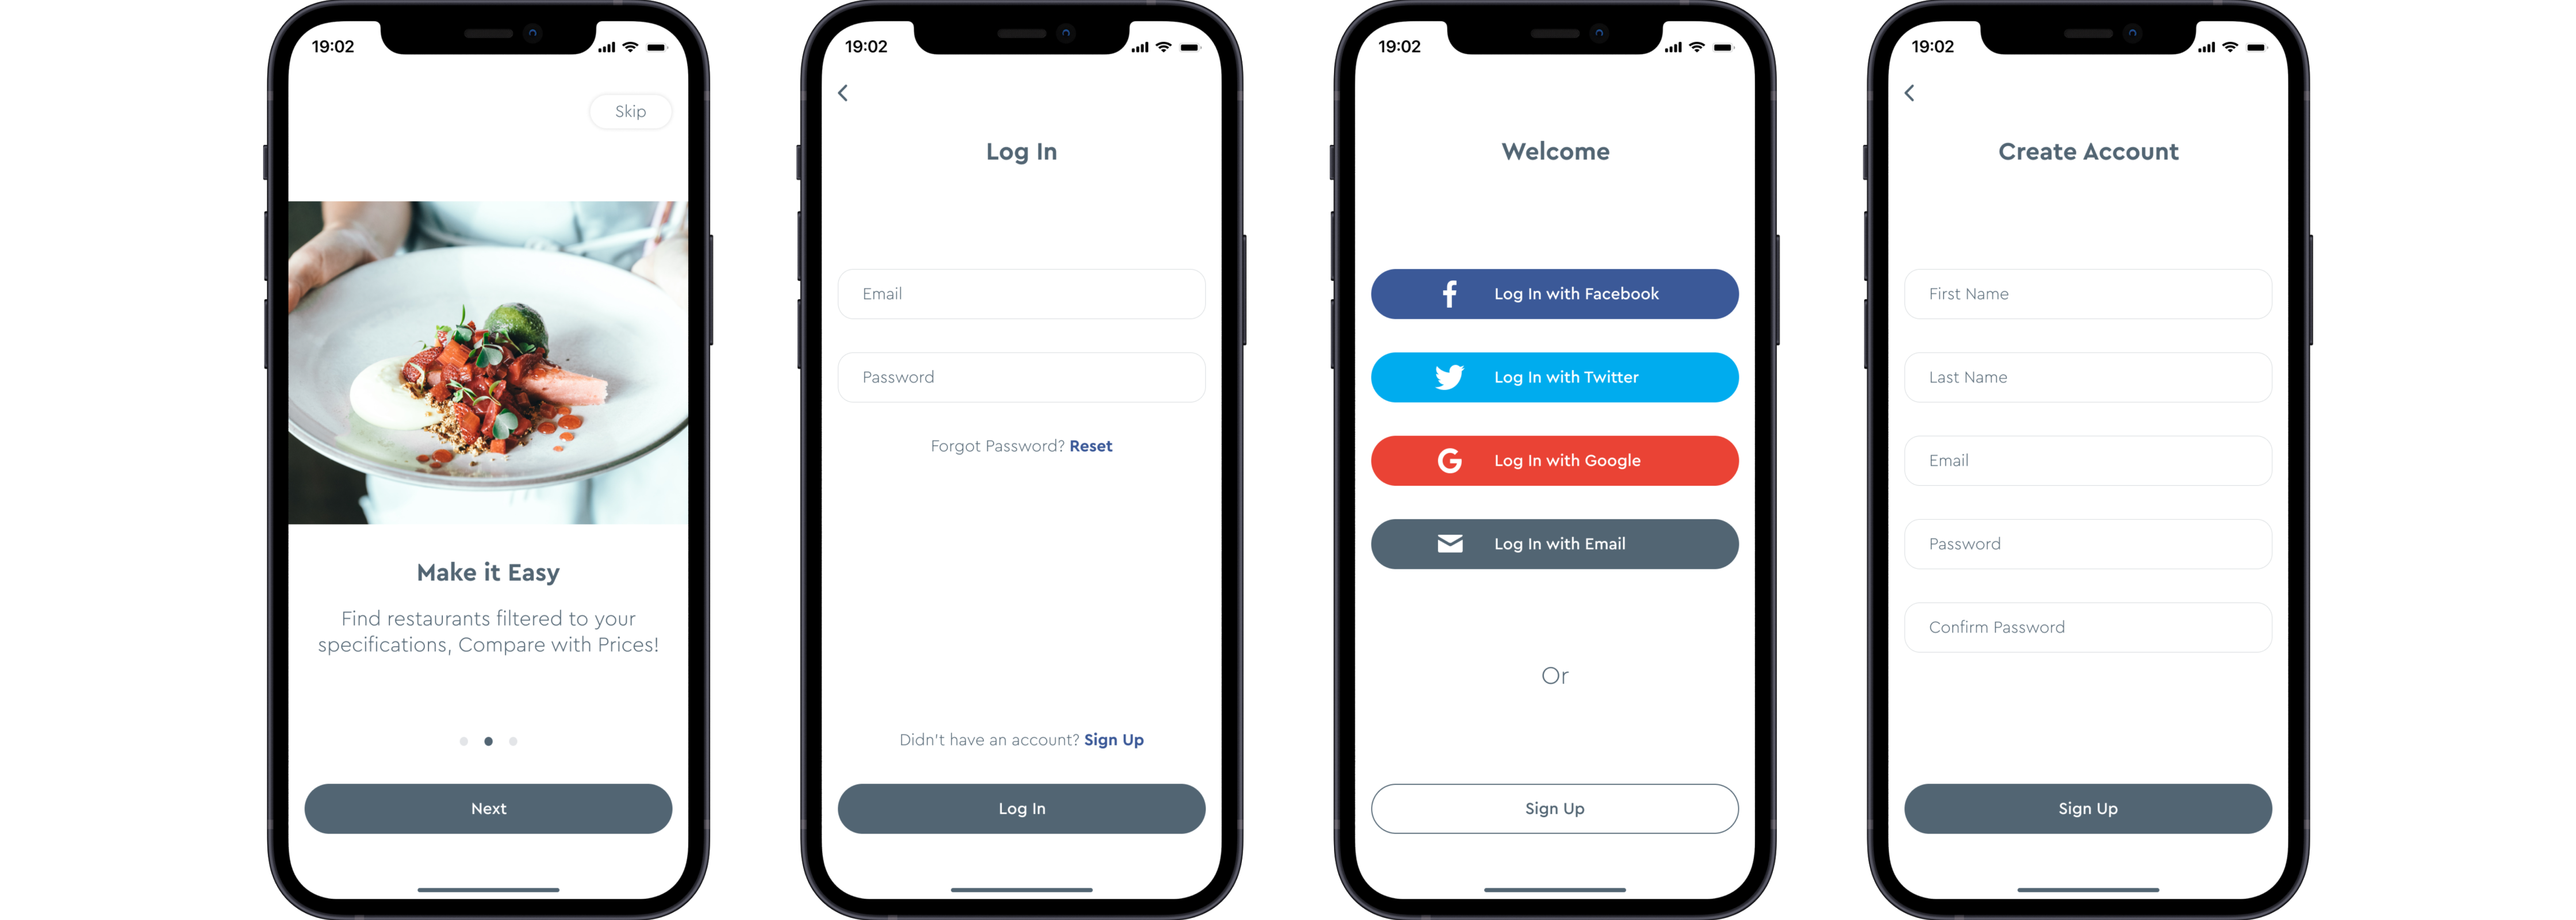 19:02
Skip
Make it Easy
Find restaurants filtered to your
specifications, Compare with Prices!
Next
19:02
Log In
Email
Password
Forgot Password? Reset
Didn't have an account? Sign Up
Log In
19:02
Welcome
Log In with Facebook
Log In with Twitter
Log In with Google
Log In with Email
Or
Sign Up
19:02
Create Account
First Name
Last Name
Email
Password
Confirm Password
Sign Up